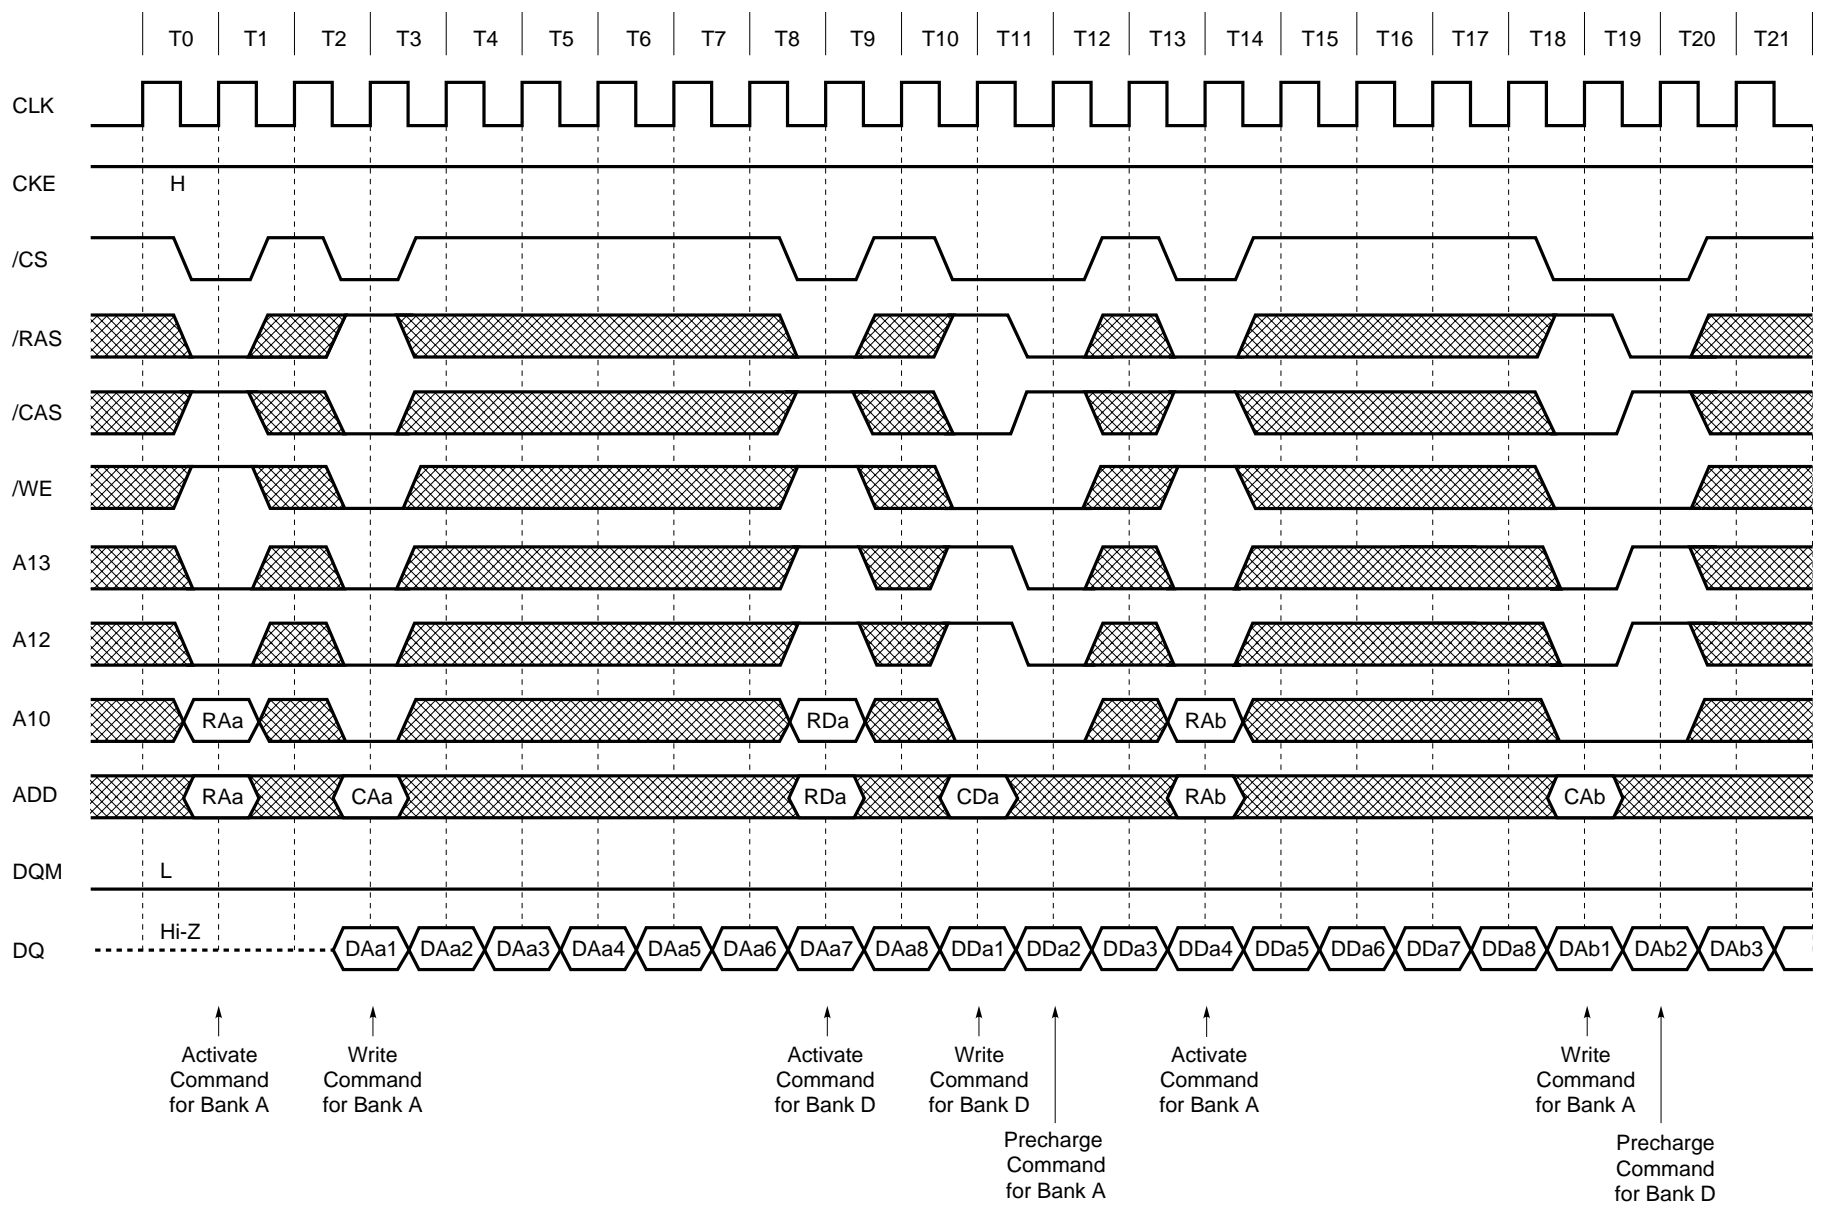 T0 T1 T2 T3 T4 T5 T6 T7 T8 T9 T10 T11 T12 T13 T14 T15 T16 T17 T18 T19 T20 T21
CLK
CKE H
/CS
/RAS
/CAS
/WE
A13
A12
A10 RAa RDa RAb
ADD RAa CAa RDa CDa RAb CAb
DQM L
DQ Hi-Z DAa1 DAa2 DAa3 DAa4 DAa5 DAa6 DAa7 DAa8 DDa1 DDa2 DDa3 DDa4 DDa5 DDa6 DDa7 DDa8 DAb1 DAb2 DAb3
Activate
Command
for Bank A
Write
Command
for Bank A
Activate
Command
for Bank D
Write
Command
for Bank D
Precharge
Command
for Bank A
Activate
Command
for Bank A
Write
Command
for Bank A
Precharge
Command
for Bank D